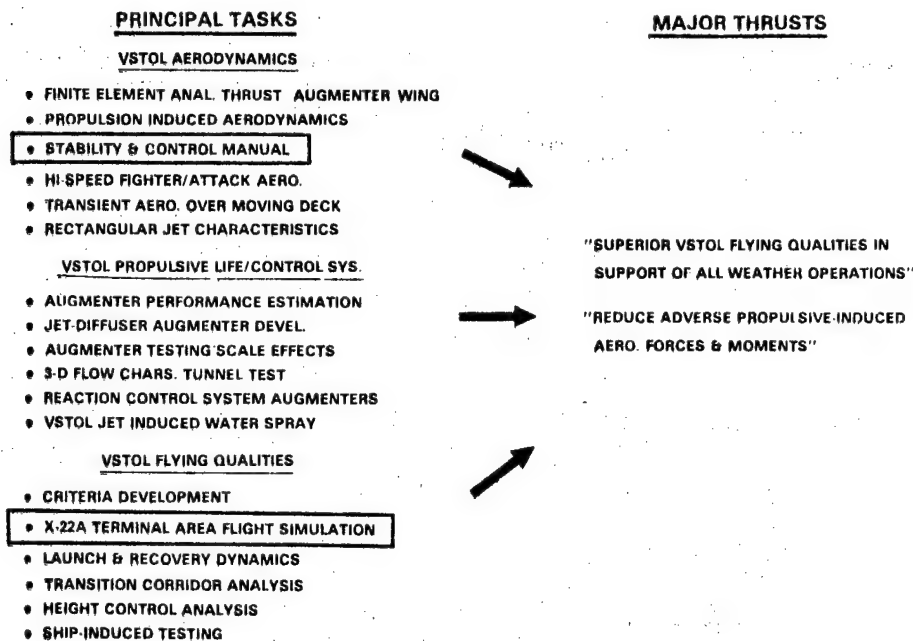 PRINCIPAL TASKS
VSTOL AERODYNAMICS
• FINITE ELEMENT ANAL. THRUST AUGMENTER WING
• PROPULSION INDUCED AERODYNAMICS
• STABILITY & CONTROL MANUAL
• HI-SPEED FIGHTER/ATTACK AERO.
• TRANSIENT AERO. OVER MOVING DECK
• RECTANGULAR JET CHARACTERISTICS
VSTOL PROPULSIVE LIFE/CONTROL SYS.
• AUGMENTER PERFORMANCE ESTIMATION
• JET-DIFFUSER AUGMENTER DEVEL.
• AUGMENTER TESTING SCALE EFFECTS
• 3-D FLOW CHARS. TUNNEL TEST
• REACTION CONTROL SYSTEM AUGMENTERS
• VSTOL JET INDUCED WATER SPRAY
VSTOL FLYING QUALITIES
• CRITERIA DEVELOPMENT
• X-22A TERMINAL AREA FLIGHT SIMULATION
• LAUNCH & RECOVERY DYNAMICS
• TRANSITION CORRIDOR ANALYSIS
• HEIGHT CONTROL ANALYSIS
• SHIP-INDUCED TESTING
MAJOR THRUSTS
"SUPERIOR VSTOL FLYING QUALITIES IN
SUPPORT OF ALL WEATHER OPERATIONS"
"REDUCE ADVERSE PROPULSIVE-INDUCED
AERO. FORCES & MOMENTS"